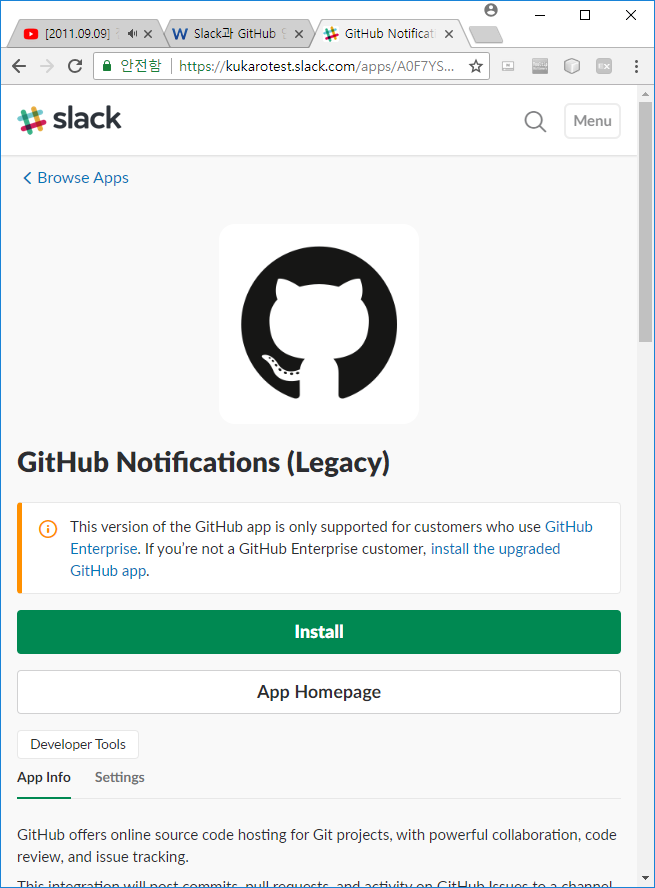 [2011.09.09]
Slack과 GitHub
GitHub Notificat
안전함
https://kukarotest.slack.com/apps/A0F7YS...
slack
Menu
Browse Apps
GitHub Notifications (Legacy)
This version of the GitHub app is only supported for customers who use GitHub
Enterprise. If you're not a GitHub Enterprise customer, install the upgraded
GitHub app.
Install
App Homepage
Developer Tools
App Info Settings
GitHub offers online source code hosting for Git projects, with powerful collaboration, code
review, and issue tracking.
This integration will post commits, pull requests, and activity on GitHub Issues to a channel